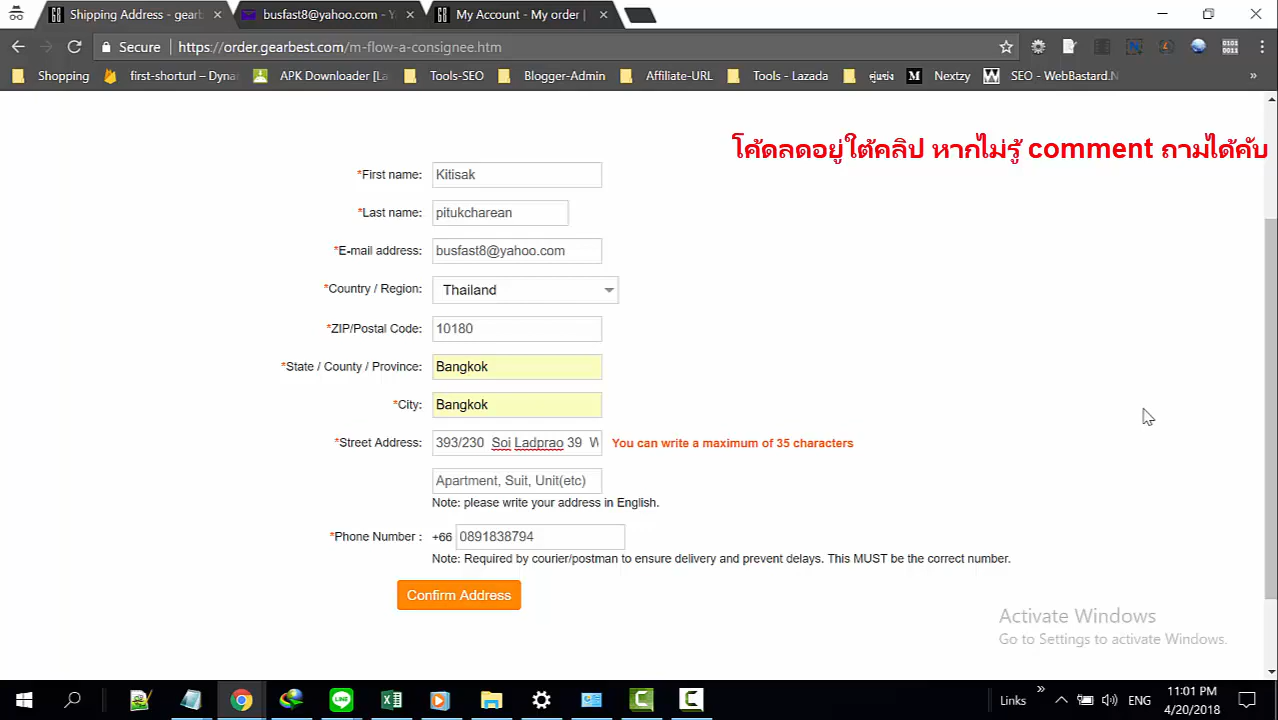 Shipping Address - gearb
busfast8@yahoo.com - Y
My Account - My order |
Secure https://order.gearbest.com/m-flow-a-consignee.htm
Shopping first-shorturl – Dynar APK Downloader [La Tools-SEO Blogger-Admin Affiliate-URL Tools - Lazada คู่แข่ง Nextzy SEO - WebBastard.N »
โค้ดลดอยู่ใต้คลิป หากไม่รู้ comment ถามได้คับ
*First name: Kitisak
*Last name: pitukcharean
*E-mail address: busfast8@yahoo.com
*Country / Region: Thailand
*ZIP/Postal Code: 10180
*State / County / Province: Bangkok
*City: Bangkok
*Street Address: 393/230 Soi Ladprao 39 W You can write a maximum of 35 characters
Apartment, Suit, Unit(etc)
Note: please write your address in English.
*Phone Number : +66 0891838794
Note: Required by courier/postman to ensure delivery and prevent delays. This MUST be the correct number.
Confirm Address
Activate Windows
Go to Settings to activate Windows.
Links » ENG 11:01 PM
4/20/2018